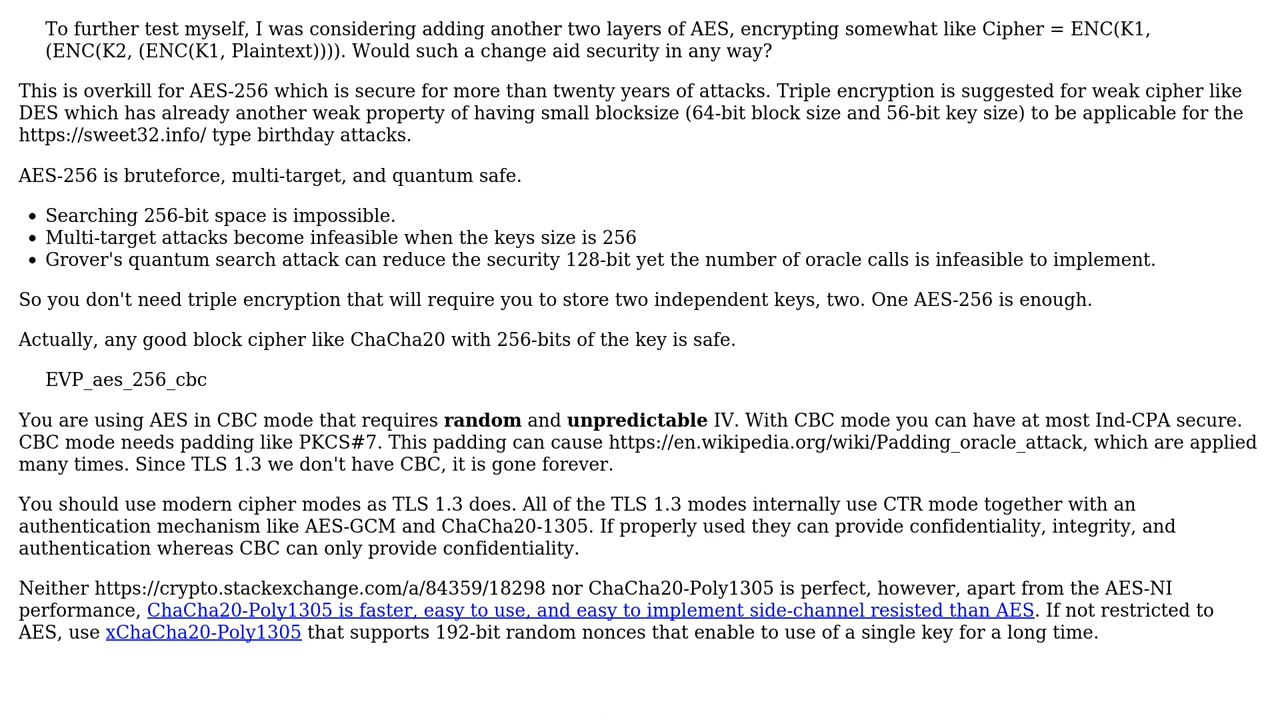 To further test myself, I was considering adding another two layers of AES, encrypting somewhat like Cipher = ENC(K1,
(ENC(K2, (ENC(K1, Plaintext)))). Would such a change aid security in any way?
This is overkill for AES-256 which is secure for more than twenty years of attacks. Triple encryption is suggested for weak cipher like
DES which has already another weak property of having small blocksize (64-bit block size and 56-bit key size) to be applicable for the
https://sweet32.info/ type birthday attacks.
AES-256 is bruteforce, multi-target, and quantum safe.
• Searching 256-bit space is impossible.
• Multi-target attacks become infeasible when the keys size is 256
• Grover's quantum search attack can reduce the security 128-bit yet the number of oracle calls is infeasible to implement.
So you don't need triple encryption that will require you to store two independent keys, two. One AES-256 is enough.
Actually, any good block cipher like ChaCha20 with 256-bits of the key is safe.
EVP_aes_256_cbc
You are using AES in CBC mode that requires random and unpredictable IV. With CBC mode you can have at most Ind-CPA secure.
CBC mode needs padding like PKCS#7. This padding can cause https://en.wikipedia.org/wiki/Padding_oracle_attack, which are applied
many times. Since TLS 1.3 we don't have CBC, it is gone forever.
You should use modern cipher modes as TLS 1.3 does. All of the TLS 1.3 modes internally use CTR mode together with an
authentication mechanism like AES-GCM and ChaCha20-1305. If properly used they can provide confidentiality, integrity, and
authentication whereas CBC can only provide confidentiality.
Neither https://crypto.stackexchange.com/a/84359/18298 nor ChaCha20-Poly1305 is perfect, however, apart from the AES-NI
performance, ChaCha20-Poly1305 is faster, easy to use, and easy to implement side-channel resisted than AES. If not restricted to
AES, use xChaCha20-Poly1305 that supports 192-bit random nonces that enable to use of a single key for a long time.